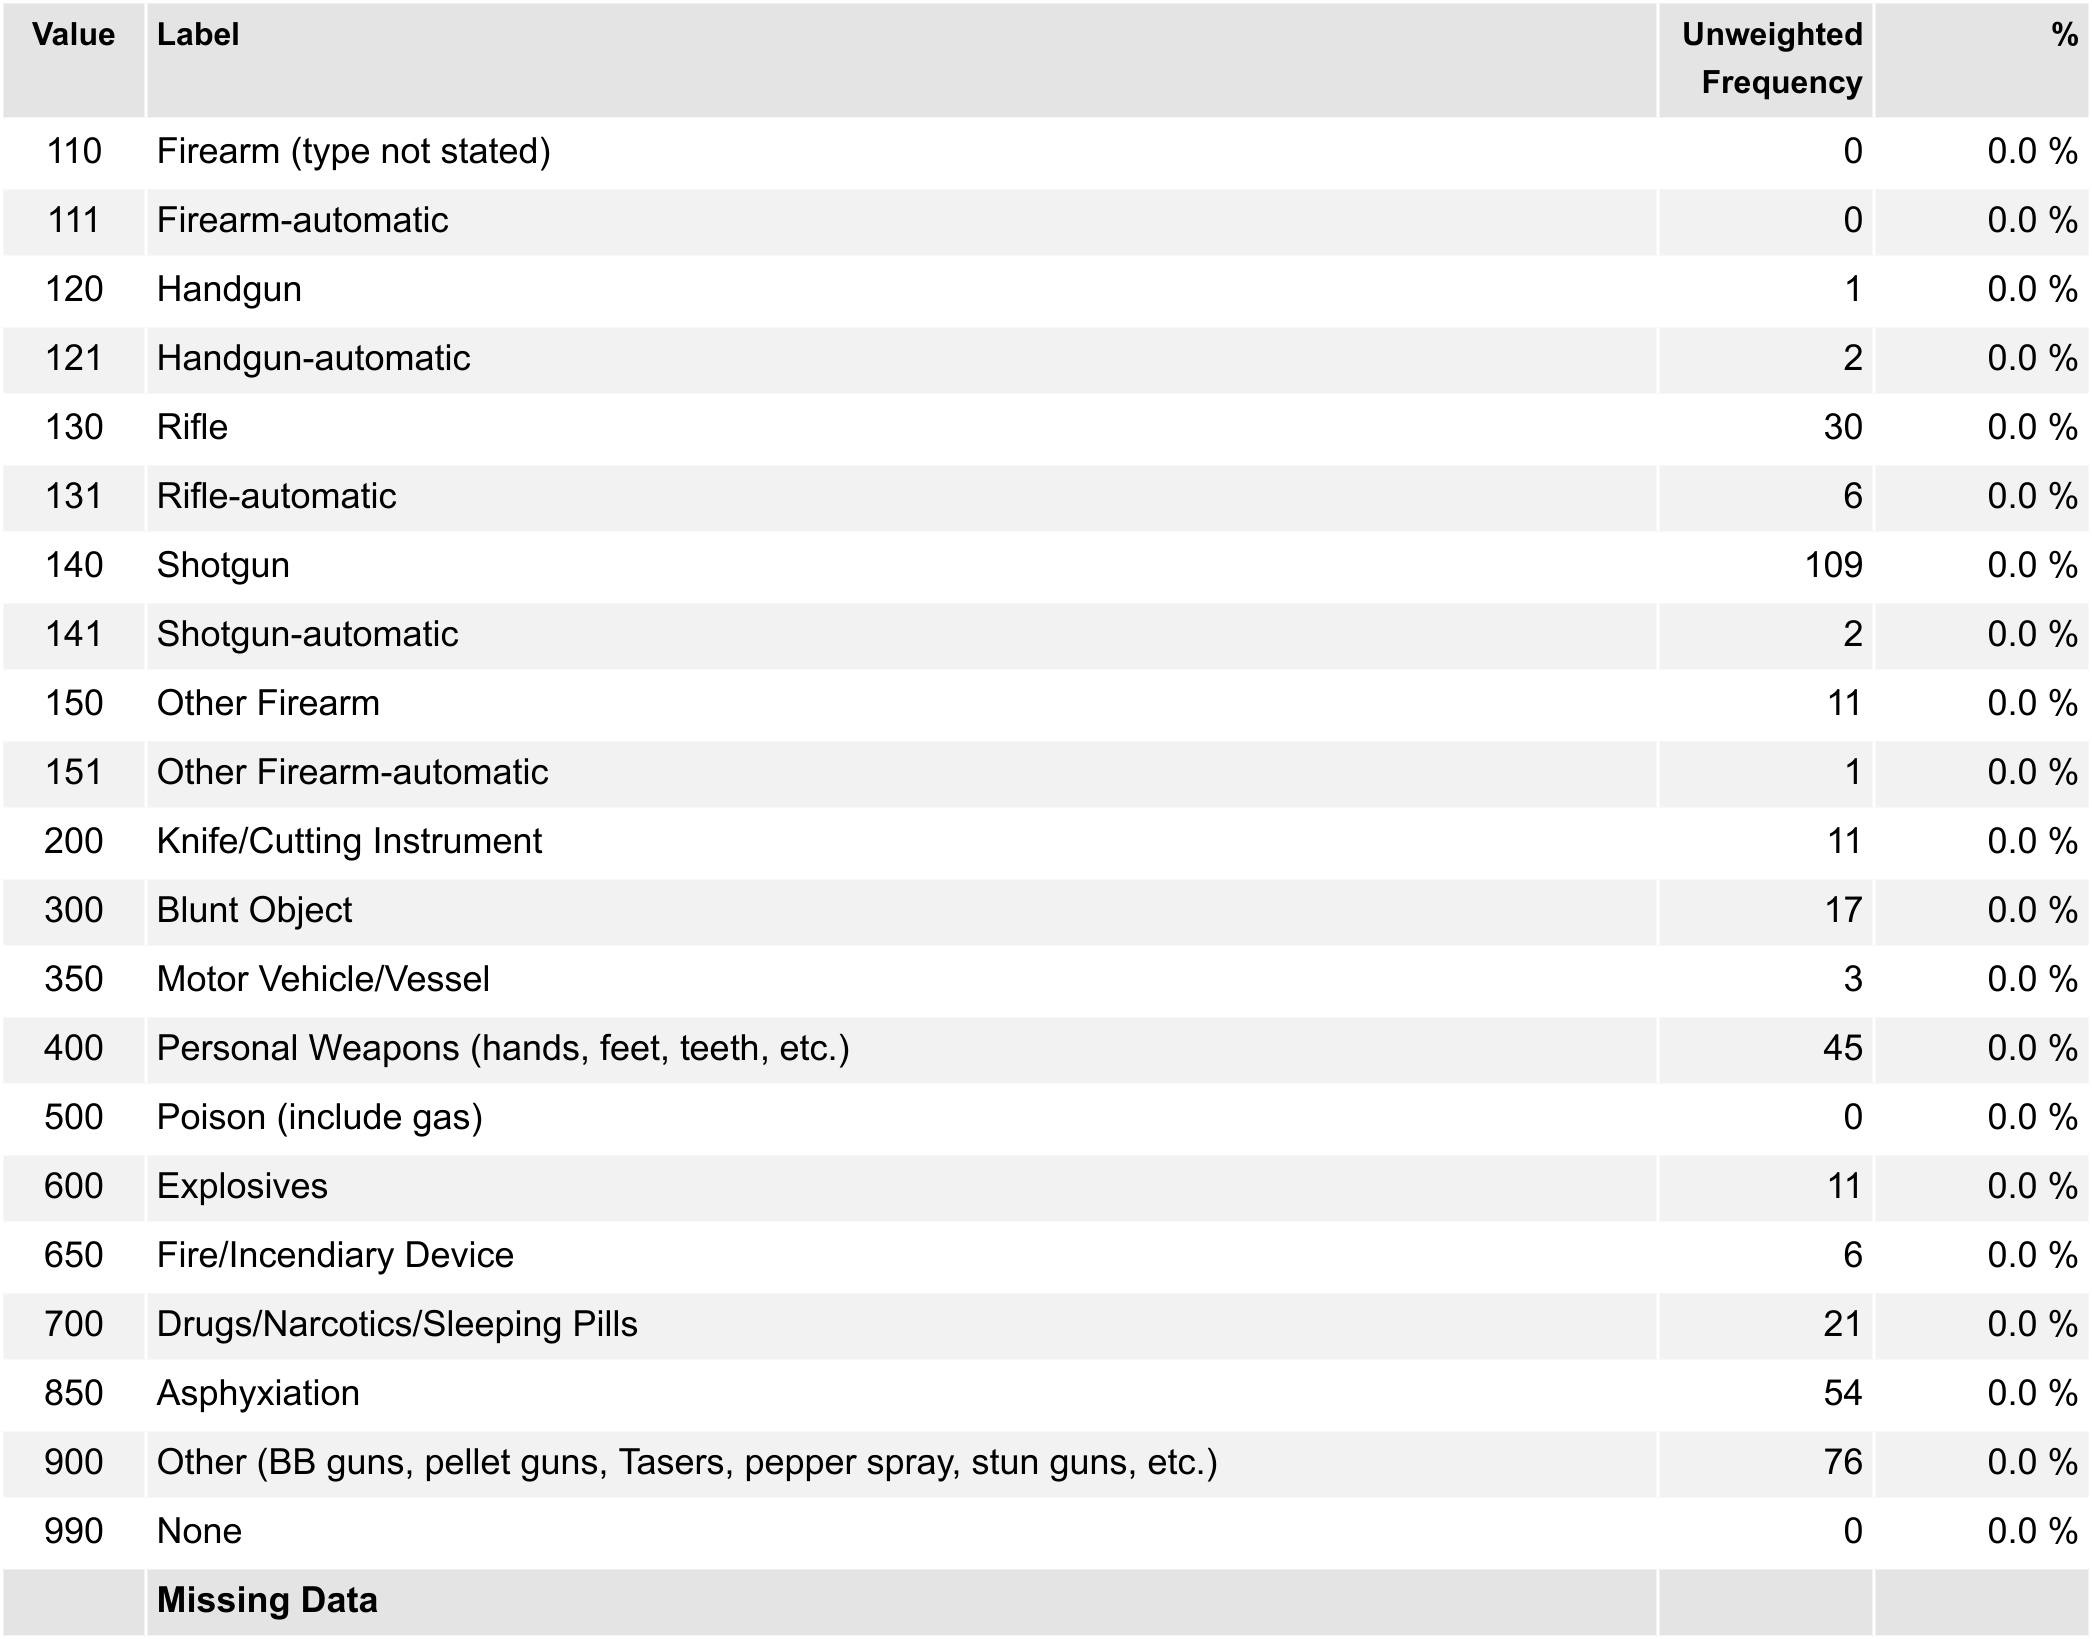 Value Label Unweighted Frequency %
110 Firearm (type not stated) 0 0.0 %
111 Firearm-automatic 0 0.0 %
120 Handgun 1 0.0 %
121 Handgun-automatic 2 0.0 %
130 Rifle 30 0.0 %
131 Rifle-automatic 6 0.0 %
140 Shotgun 109 0.0 %
141 Shotgun-automatic 2 0.0 %
150 Other Firearm 11 0.0 %
151 Other Firearm-automatic 1 0.0 %
200 Knife/Cutting Instrument 11 0.0 %
300 Blunt Object 17 0.0 %
350 Motor Vehicle/Vessel 3 0.0 %
400 Personal Weapons (hands, feet, teeth, etc.) 45 0.0 %
500 Poison (include gas) 0 0.0 %
600 Explosives 11 0.0 %
650 Fire/Incendiary Device 6 0.0 %
700 Drugs/Narcotics/Sleeping Pills 21 0.0 %
850 Asphyxiation 54 0.0 %
900 Other (BB guns, pellet guns, Tasers, pepper spray, stun guns, etc.) 76 0.0 %
990 None 0 0.0 %
Missing Data